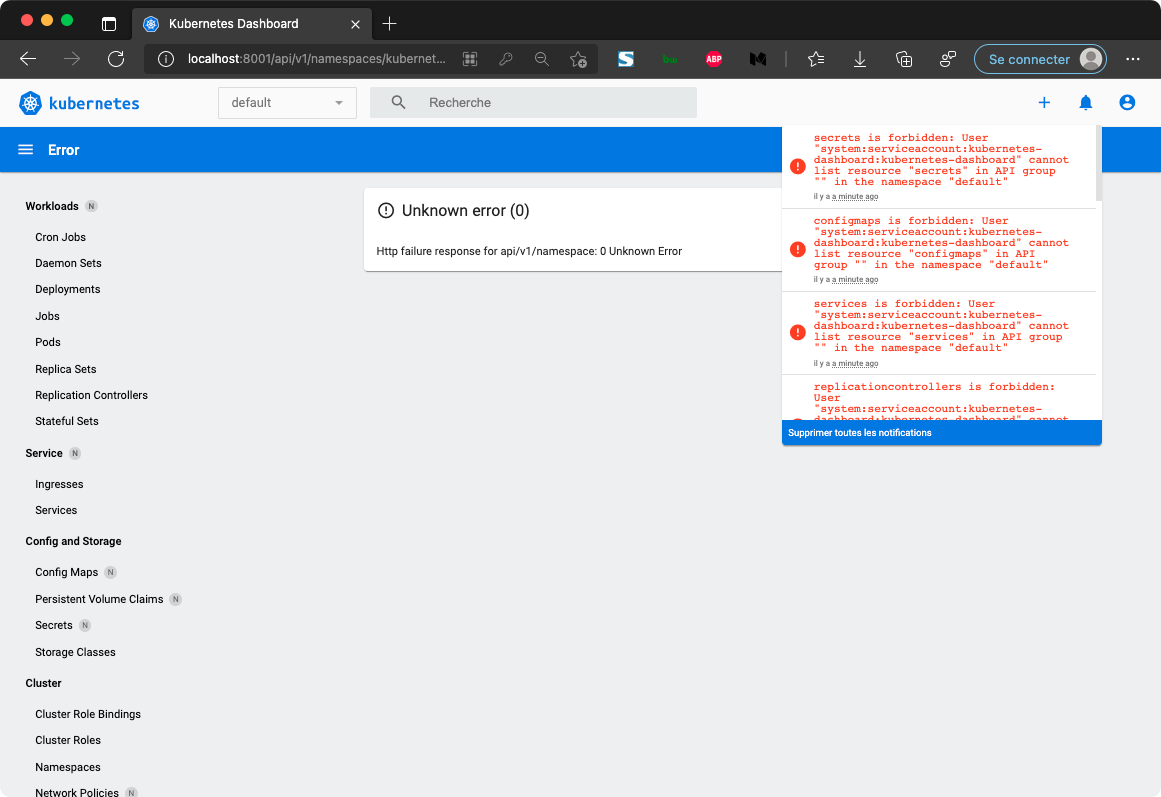 Kubernetes Dashboard
localhost:8001/api/v1/namespaces/kubernet...
ABP
Se connecter
kubernetes
default
Recherche
Error
secrets is forbidden: User
"system:serviceaccount:kubernetes-
dashboard:kubernetes-dashboard" cannot
list resource "secrets" in API group
"" in the namespace "default"
il y a a minute ago
configmaps is forbidden: User
"system:serviceaccount:kubernetes-
dashboard:kubernetes-dashboard" cannot
list resource "configmaps" in API
group "" in the namespace "default"
il y a a minute ago
services is forbidden: User
"system:serviceaccount:kubernetes-
dashboard:kubernetes-dashboard" cannot
list resource "services" in API group
"" in the namespace "default"
il y a a minute ago
replicationcontrollers is forbidden:
User
"system:serviceaccount:kubernetes-
dashboard:kubernetes-dashboard" cannot
Supprimer toutes les notifications
Unknown error (0)
Http failure response for api/v1/namespace: 0 Unknown Error
Workloads N
Cron Jobs
Daemon Sets
Deployments
Jobs
Pods
Replica Sets
Replication Controllers
Stateful Sets
Service N
Ingresses
Services
Config and Storage
Config Maps N
Persistent Volume Claims N
Secrets N
Storage Classes
Cluster
Cluster Role Bindings
Cluster Roles
Namespaces
Network Policies N